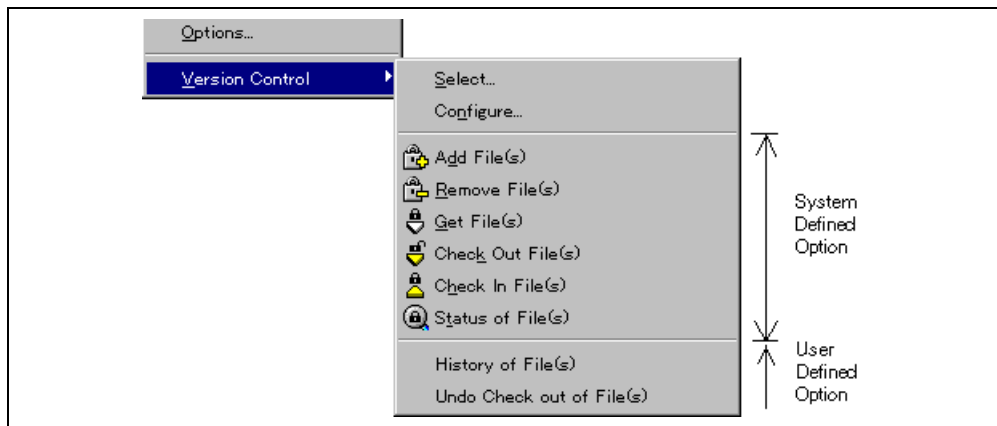 Options...
Version Control
Select...
Configure...
Add File(s)
Remove File(s)
Get File(s)
Check Out File(s)
Check In File(s)
Status of File(s)
History of File(s)
Undo Check out of File(s)
System
Defined
Option
User
Defined
Option